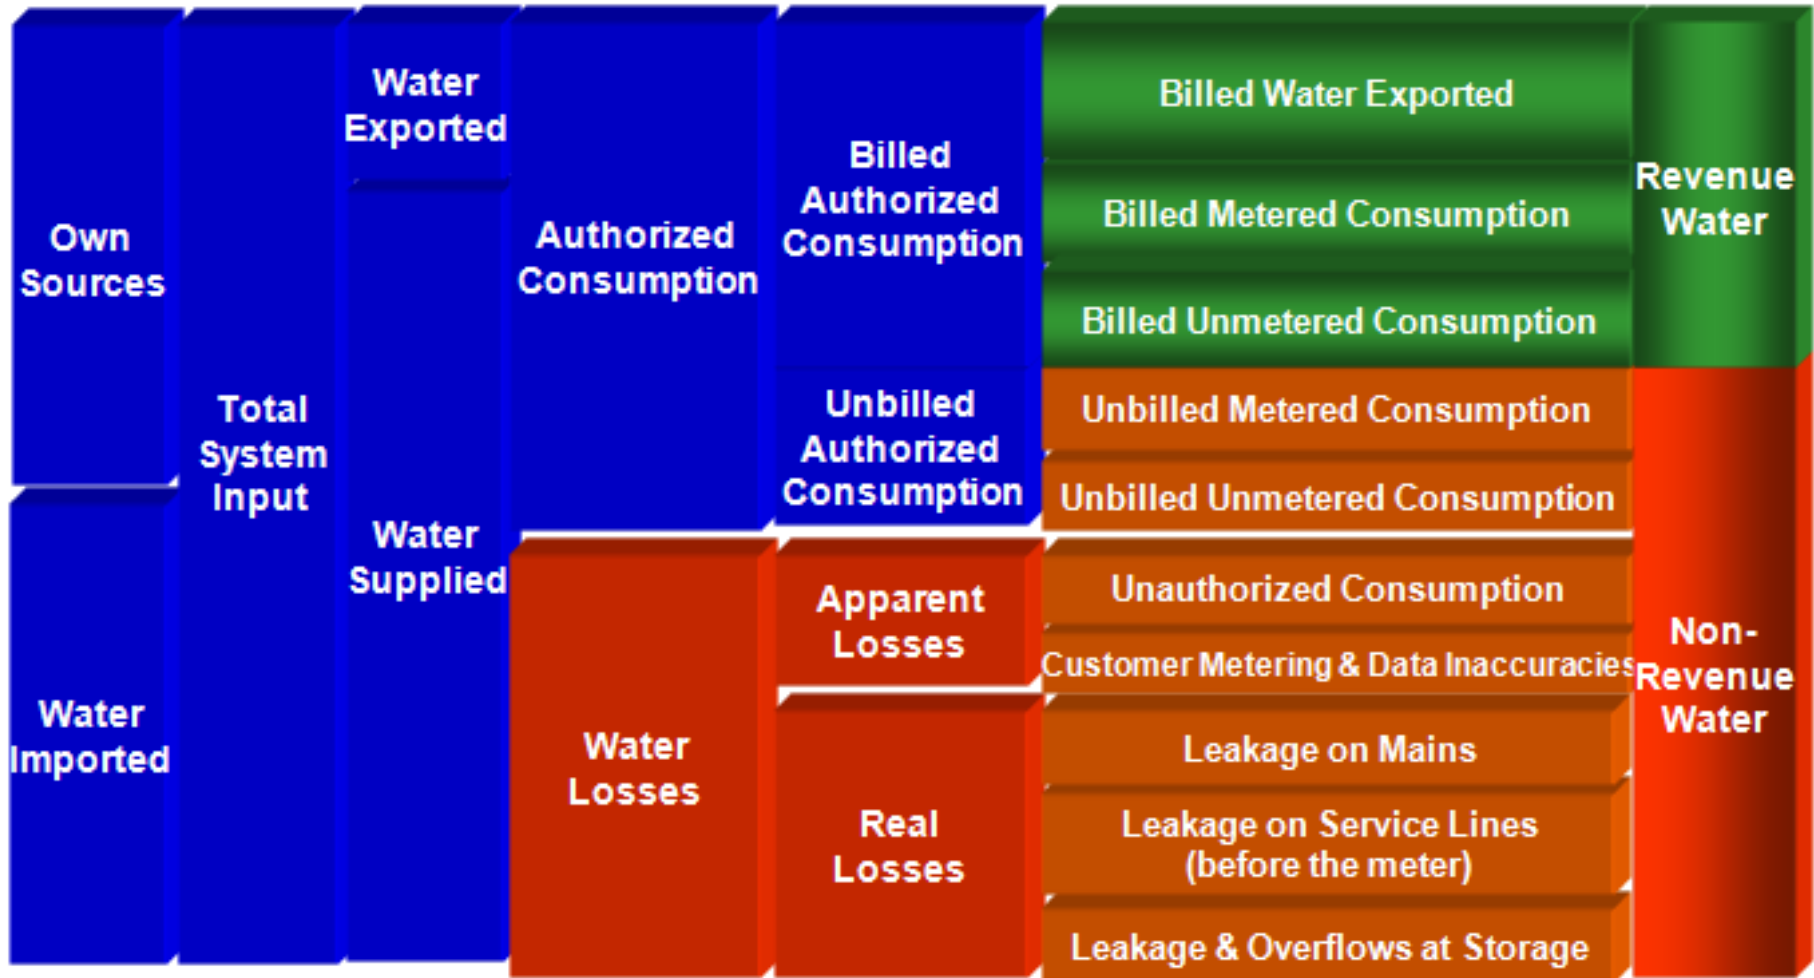 Own
Sources
Water
Imported
Total
System
Input
Water
Exported
Water
Supplied
Authorized
Consumption
Water
Losses
Billed
Authorized
Consumption
Unbilled
Authorized
Consumption
Apparent
Losses
Real
Losses
Billed Water Exported
Billed Metered Consumption
Billed Unmetered Consumption
Unbilled Metered Consumption
Unbilled Unmetered Consumption
Unauthorized Consumption
Customer Metering & Data Inaccuracies
Leakage on Mains
Leakage on Service Lines
(before the meter)
Leakage & Overflows at Storage
Revenue
Water
Non-
Revenue
Water